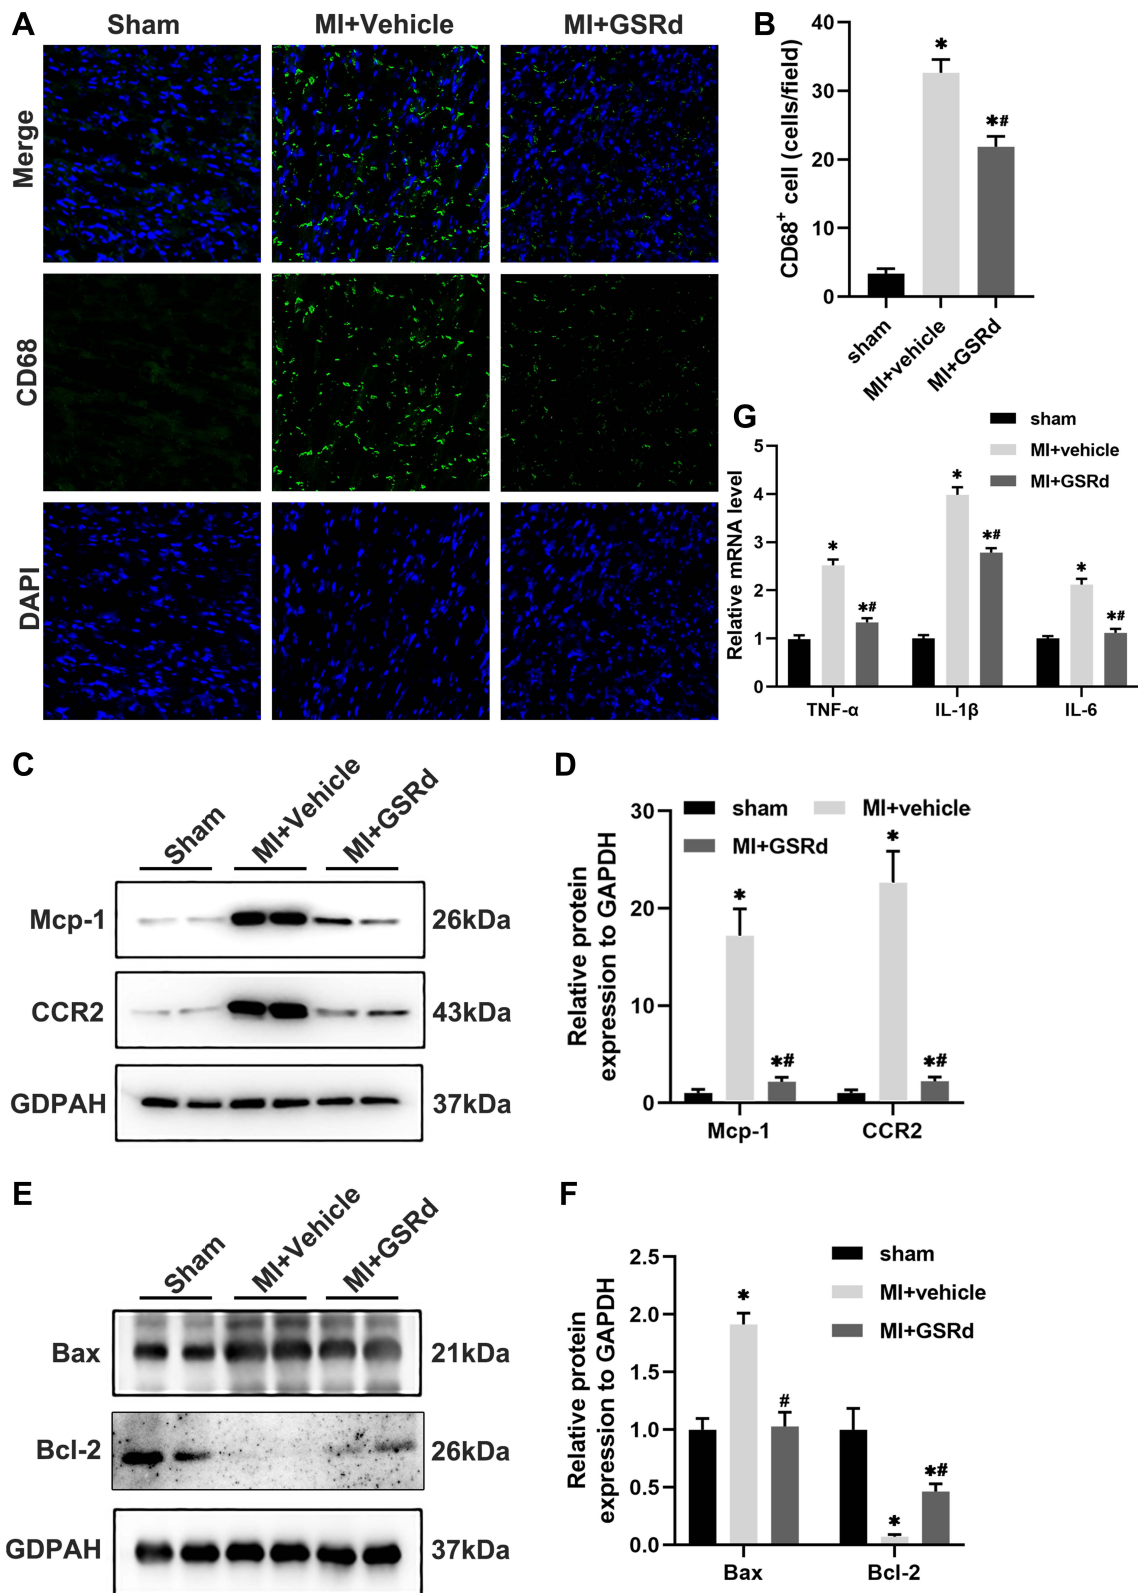 A
Sham
MI+Vehicle
MI+GSRd
Merge
CD68
DAPI
B
CD68+ cell (cells/field)
40
30
20
10
0
*
*#
sham
MI+vehicle
MI+GSRd
G
sham
MI+vehicle
MI+GSRd
Relative mRNA level
5
4
3
2
1
0
*
*#
*
*#
*
*#
TNF-α
IL-1β
IL-6
C
Sham
MI+Vehicle
MI+GSRd
Mcp-1
26kDa
CCR2
43kDa
GDPAH
37kDa
D
sham
MI+vehicle
MI+GSRd
Relative protein
expression to GAPDH
30
20
10
0
*
*#
*
*#
Mcp-1
CCR2
E
Sham
MI+Vehicle
MI+GSRd
Bax
21kDa
Bcl-2
26kDa
GDPAH
37kDa
F
sham
MI+vehicle
MI+GSRd
Relative protein
expression to GAPDH
2.5
2.0
1.5
1.0
0.5
0.0
*
#
*
*#
Bax
Bcl-2